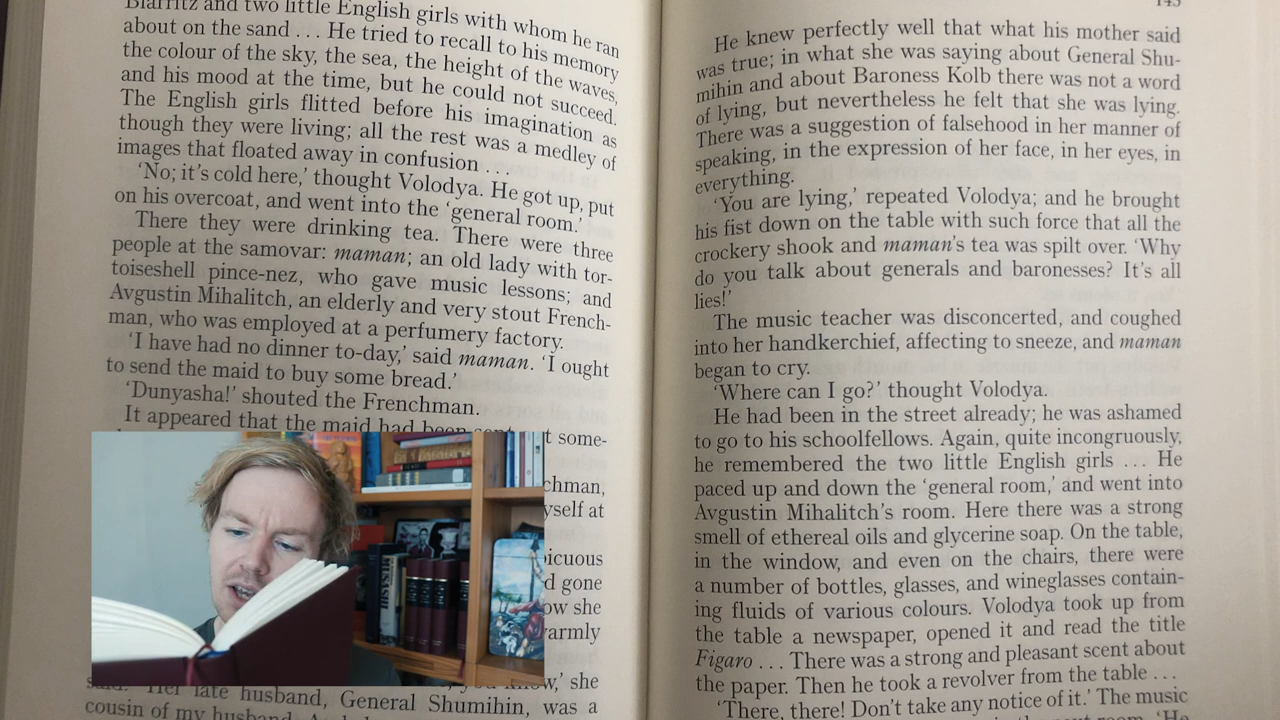 Biarritz and two little English girls with whom he ran
about on the sand . . . He tried to recall to his memory
the colour of the sky, the sea, the height of the waves,
and his mood at the time, but he could not succeed.
The English girls flitted before his imagination as
though they were living; all the rest was a medley of
images that floated away in confusion . . .
‘No; it’s cold here,’ thought Volodya. He got up, put
on his overcoat, and went into the ‘general room.’
There they were drinking tea. There were three
people at the samovar: maman; an old lady with tor-
toiseshell pince-nez, who gave music lessons; and
Avgustin Mihalitch, an elderly and very stout French-
man, who was employed at a perfumery factory.
‘I have had no dinner to-day,’ said maman. ‘I ought
to send the maid to buy some bread.’
‘Dunyasha!’ shouted the Frenchman.
It appeared that the maid had been sent t some-
chman,
yself at
icuous
d gone
ow she
varmly
know,’ she
said. ‘Her late husband, General Shumihin, was a
cousin of my husband.
MUSASHI
143
He knew perfectly well that what his mother said
was true; in what she was saying about General Shu-
mihin and about Baroness Kolb there was not a word
of lying, but nevertheless he felt that she was lying.
There was a suggestion of falsehood in her manner of
speaking, in the expression of her face, in her eyes, in
everything.
‘You are lying,’ repeated Volodya; and he brought
his fist down on the table with such force that all the
crockery shook and maman’s tea was spilt over. ‘Why
do you talk about generals and baronesses? It’s all
lies!’
The music teacher was disconcerted, and coughed
into her handkerchief, affecting to sneeze, and maman
began to cry.
‘Where can I go?’ thought Volodya.
He had been in the street already; he was ashamed
to go to his schoolfellows. Again, quite incongruously,
he remembered the two little English girls . . . He
paced up and down the ‘general room,’ and went into
Avgustin Mihalitch’s room. Here there was a strong
smell of ethereal oils and glycerine soap. On the table,
in the window, and even on the chairs, there were
a number of bottles, glasses, and wineglasses contain-
ing fluids of various colours. Volodya took up from
the table a newspaper, opened it and read the title
Figaro . . . There was a strong and pleasant scent about
the paper. Then he took a revolver from the table . . .
‘There, there! Don’t take any notice of it.’ The music
room. ‘He